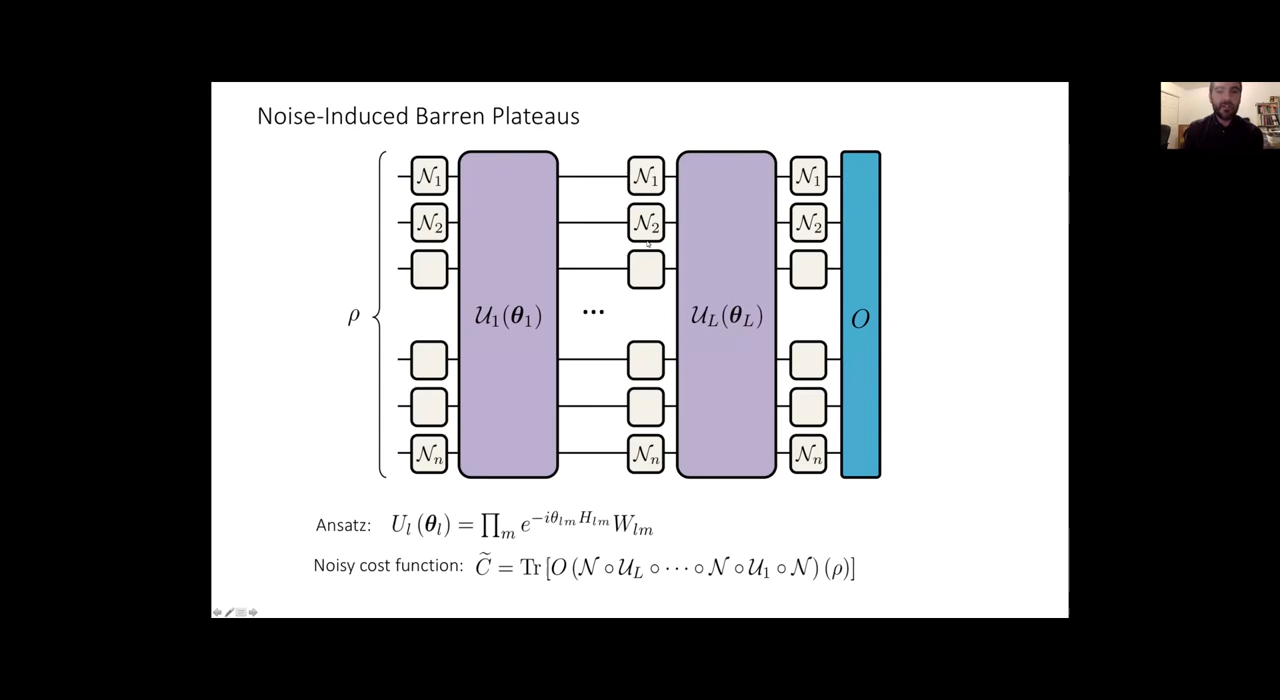 Noise-Induced Barren Plateaus
𝒩₁ 𝒩₁ 𝒩₁
𝒩₂ 𝒩₂ 𝒩₂
ρ 𝒰₁(𝜽₁) ... 𝒰_L(𝜽_L) O
𝒩ₙ 𝒩ₙ 𝒩ₙ
Ansatz: U_l (𝜽_l) = ∏_m e^{-iθ_{lm}H_{lm}} W_{lm}
Noisy cost function: C̃ = Tr [O (𝒩 ∘ 𝒰_L ∘ ⋯ ∘ 𝒩 ∘ 𝒰₁ ∘ 𝒩) (ρ)]